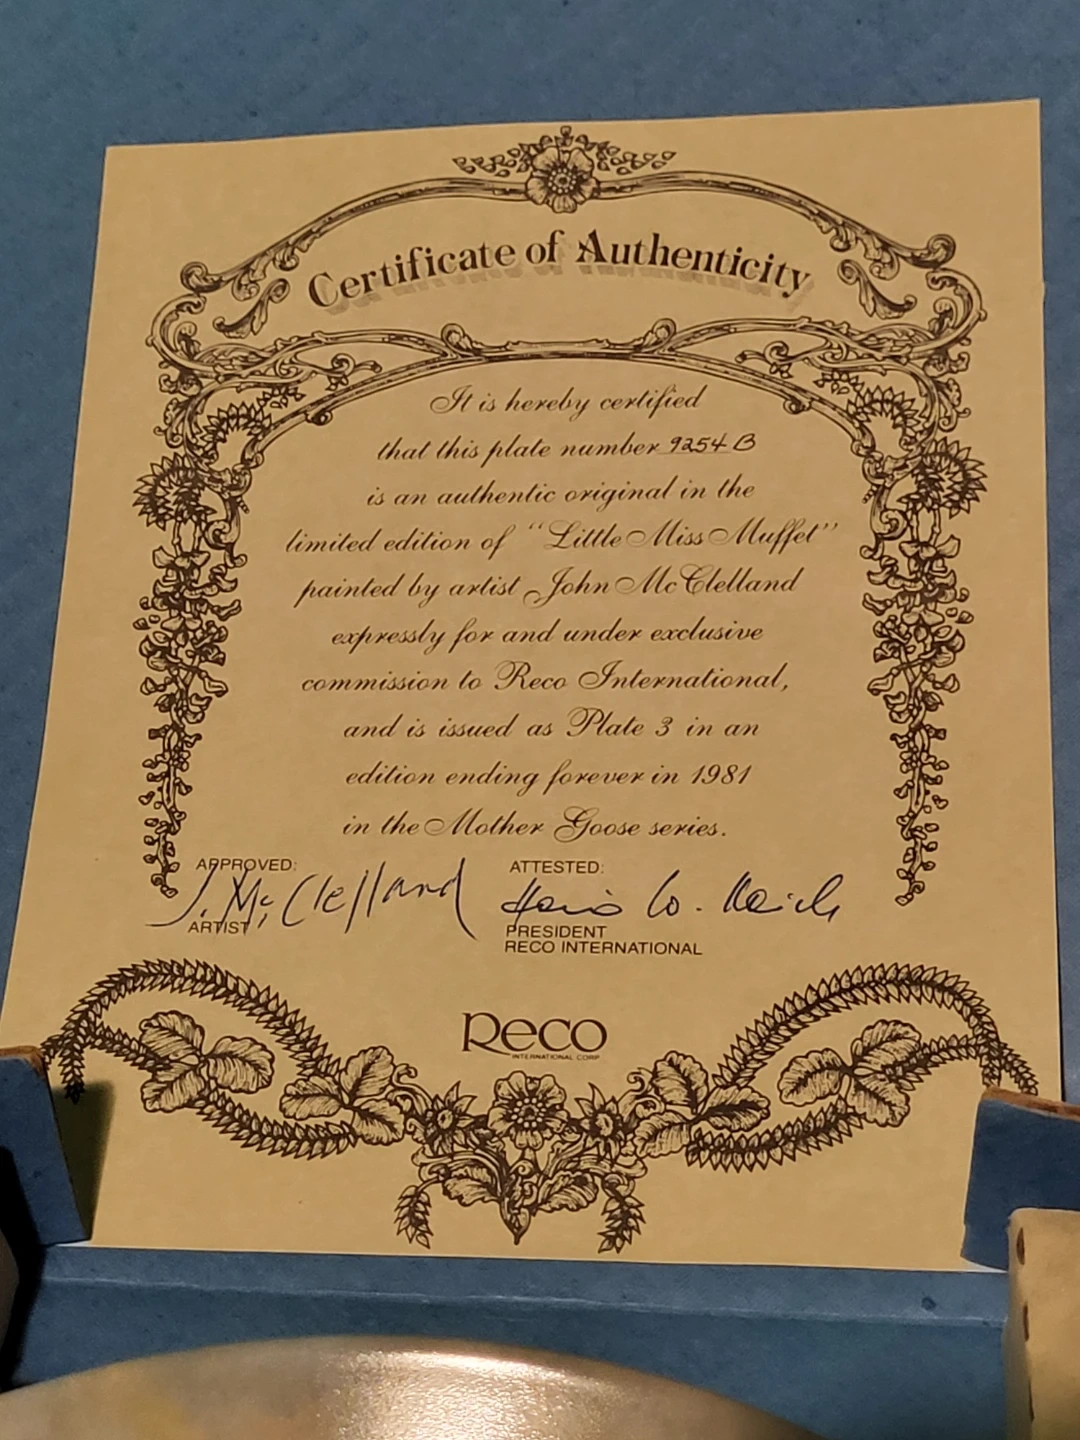 Certificate of Authenticity
It is hereby certified
that this plate number 9254 B
is an authentic original in the
limited edition of "Little Miss Muffet"
painted by artist John McClelland
expressly for and under exclusive
commission to Reco International,
and is issued as Plate 3 in an
edition ending forever in 1981
in the Mother Goose series.
APPROVED:
J. McClelland
ARTIST
ATTESTED:
PRESIDENT
RECO INTERNATIONAL
Reco
INTERNATIONAL CORP